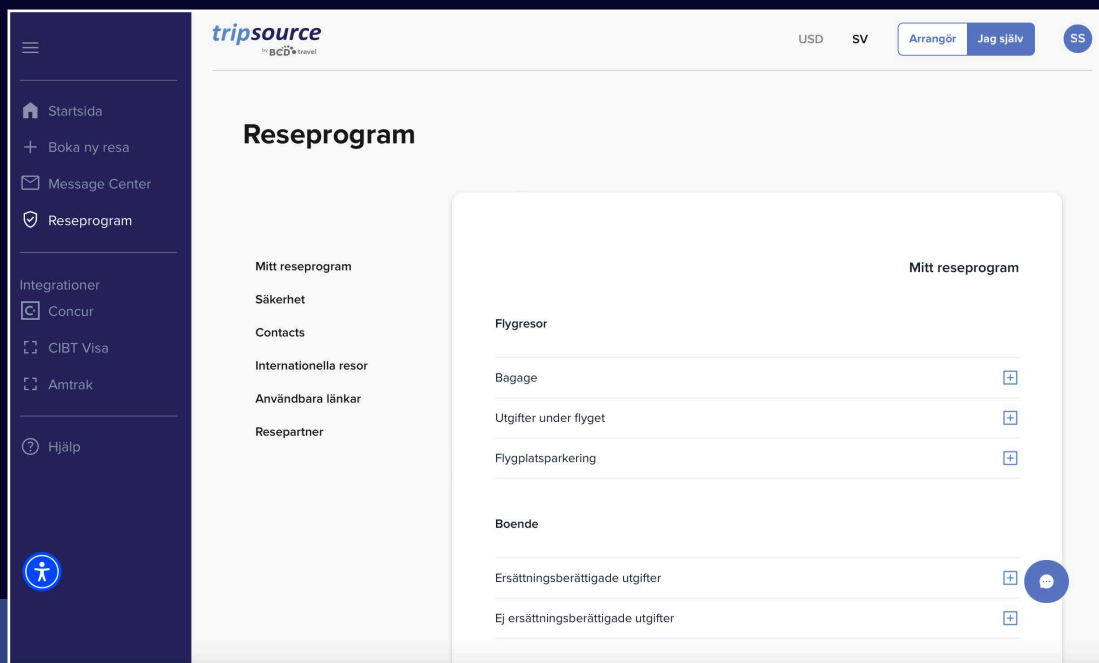 tripsource
by BCD travel
USD
SV
Arrangör
Jag själv
SS
Startsida
Boka ny resa
Message Center
Reseprogram
Integrationer
Concur
CIBT Visa
Amtrak
Hjälp
Reseprogram
Mitt reseprogram
Säkerhet
Contacts
Internationella resor
Användbara länkar
Resepartner
Mitt reseprogram
Flygresor
Bagage
Utgifter under flyget
Flygplatsparkering
Boende
Ersättningsberättigade utgifter
Ej ersättningsberättigade utgifter